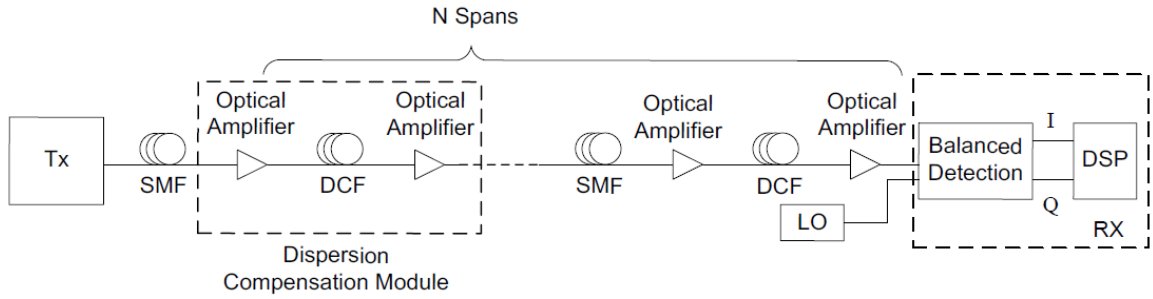 N Spans
Optical
Amplifier
Optical
Amplifier
Optical
Amplifier
Optical
Amplifier
Tx
SMF
DCF
SMF
DCF
Balanced
Detection
I
Q
DSP
LO
RX
Dispersion
Compensation Module